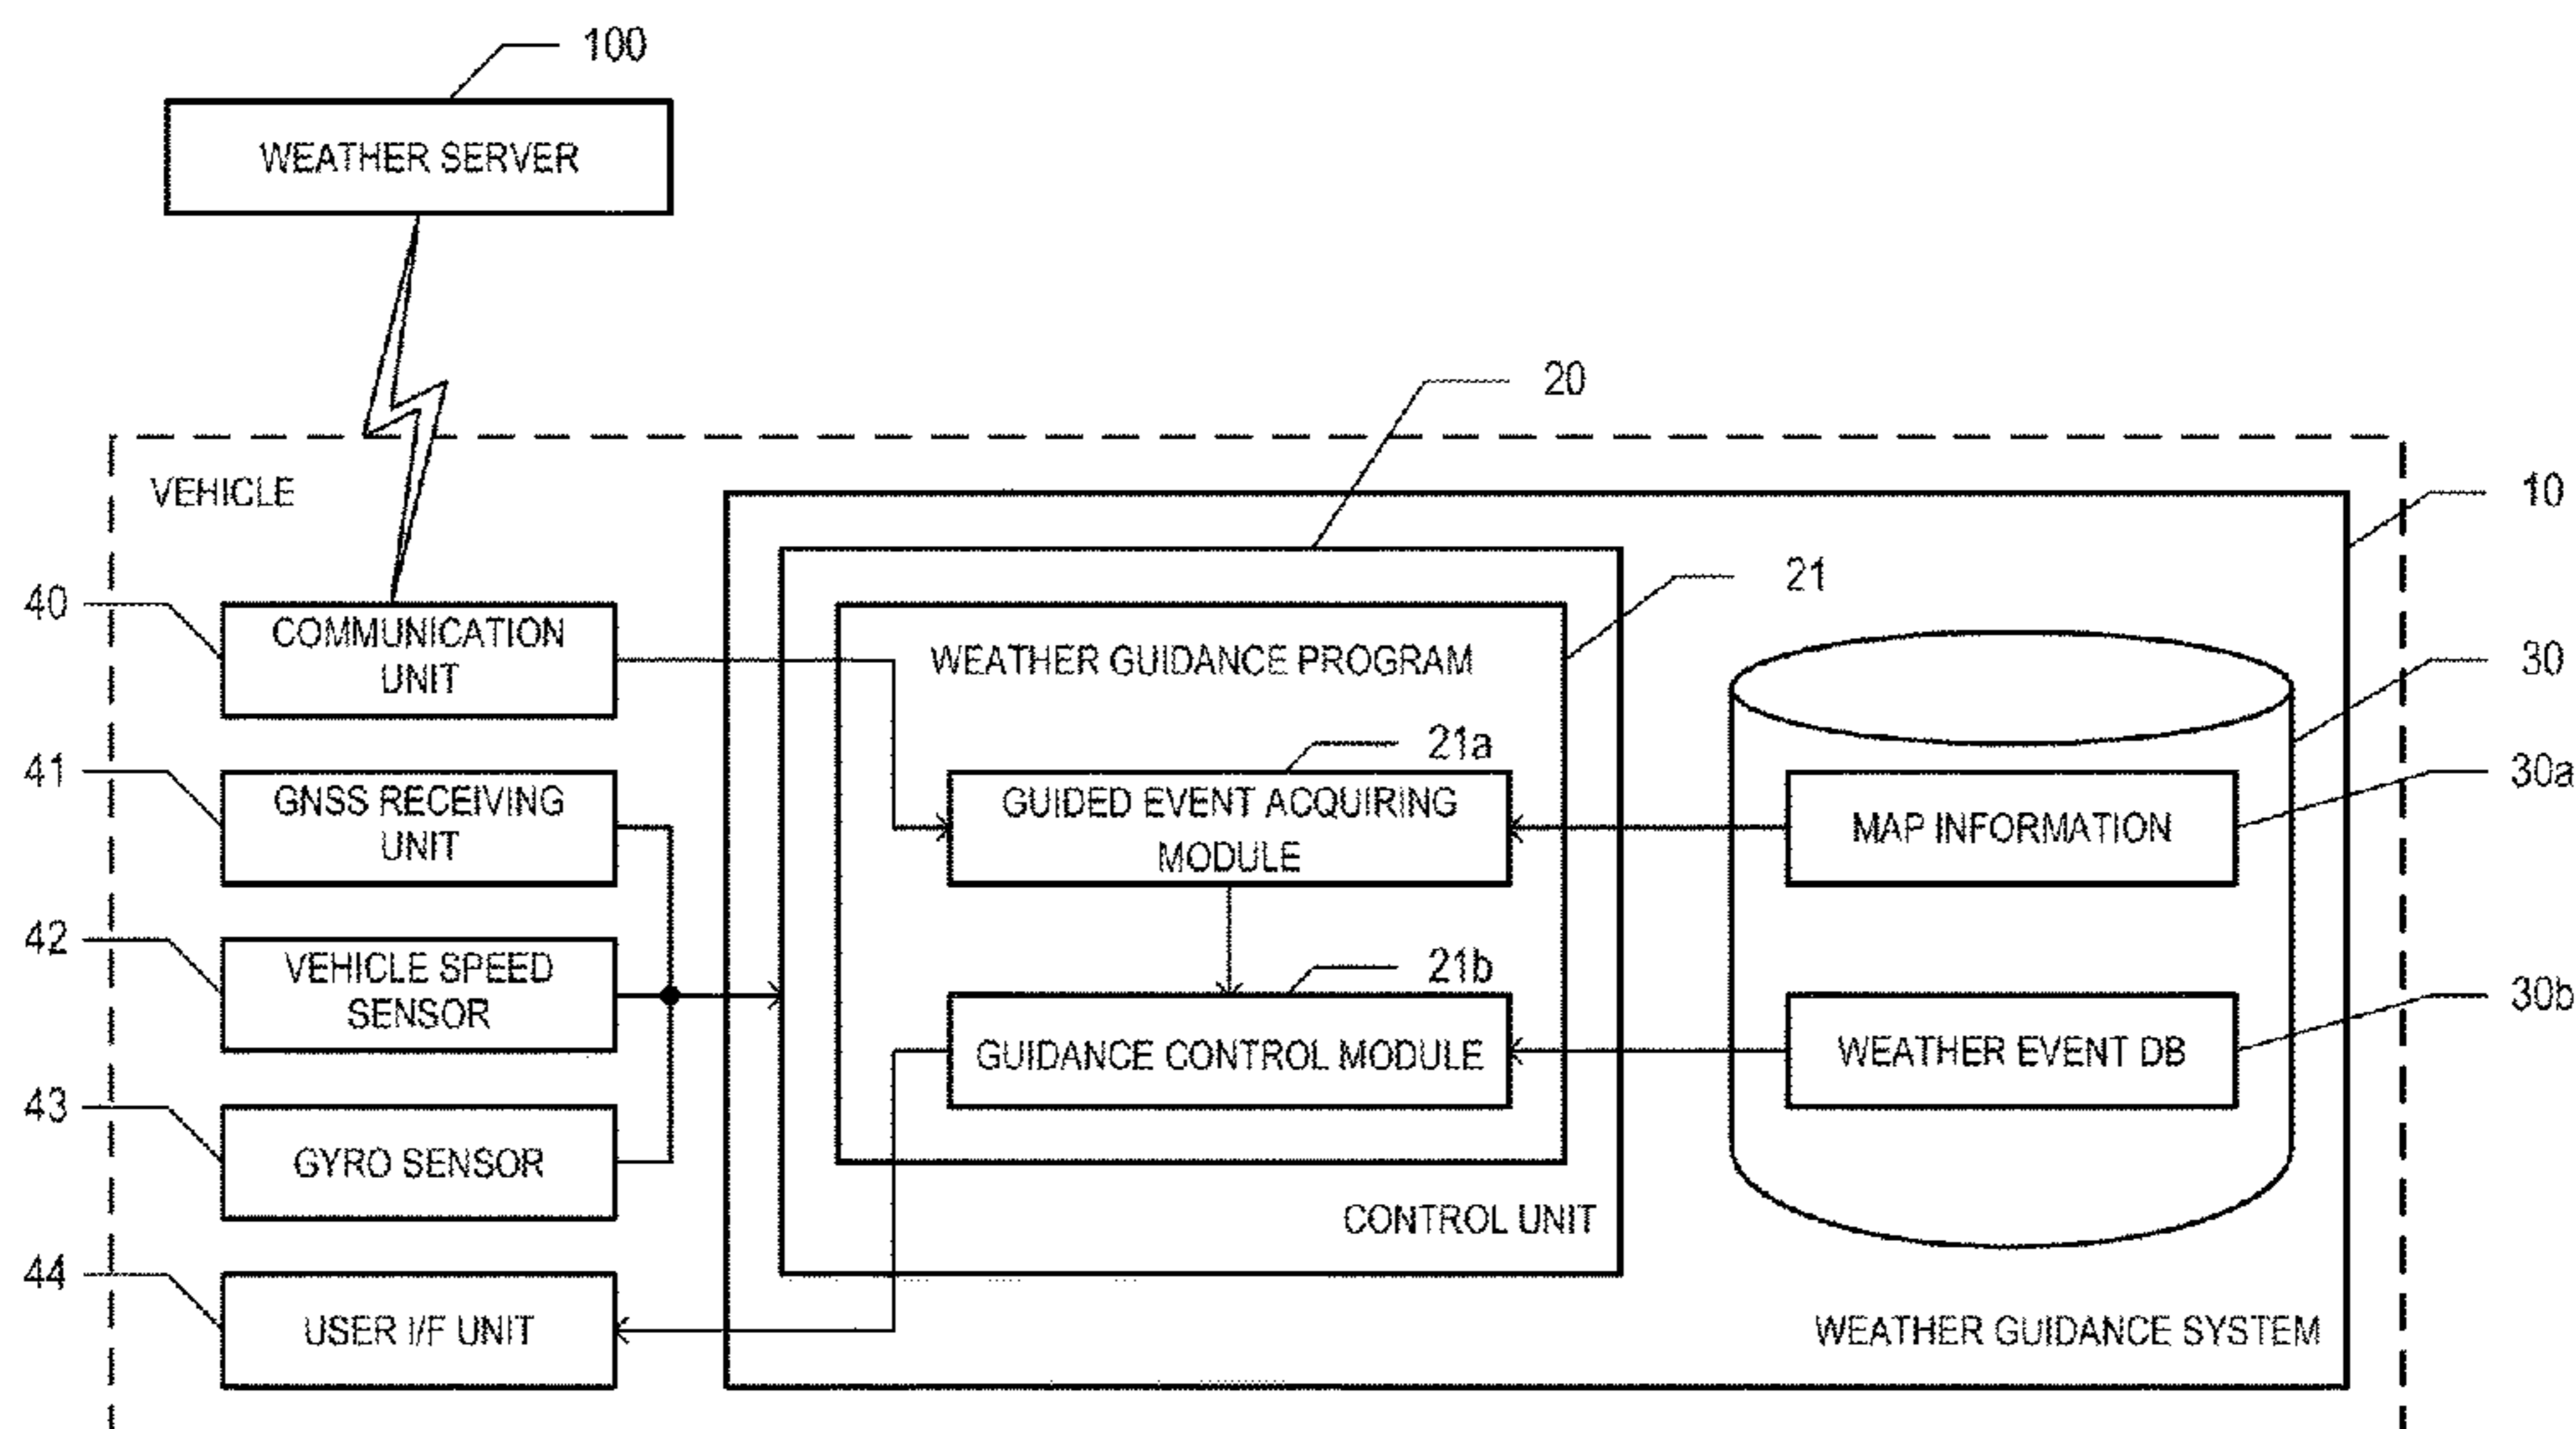 100
WEATHER SERVER
20
VEHICLE
10
40
COMMUNICATION
UNIT
21
WEATHER GUIDANCE PROGRAM
30
41
GNSS RECEIVING
UNIT
21a
GUIDED EVENT ACQUIRING
MODULE
MAP INFORMATION
30a
42
VEHICLE SPEED
SENSOR
21b
GUIDANCE CONTROL MODULE
WEATHER EVENT DB
30b
43
GYRO SENSOR
CONTROL UNIT
44
USER I/F UNIT
WEATHER GUIDANCE SYSTEM